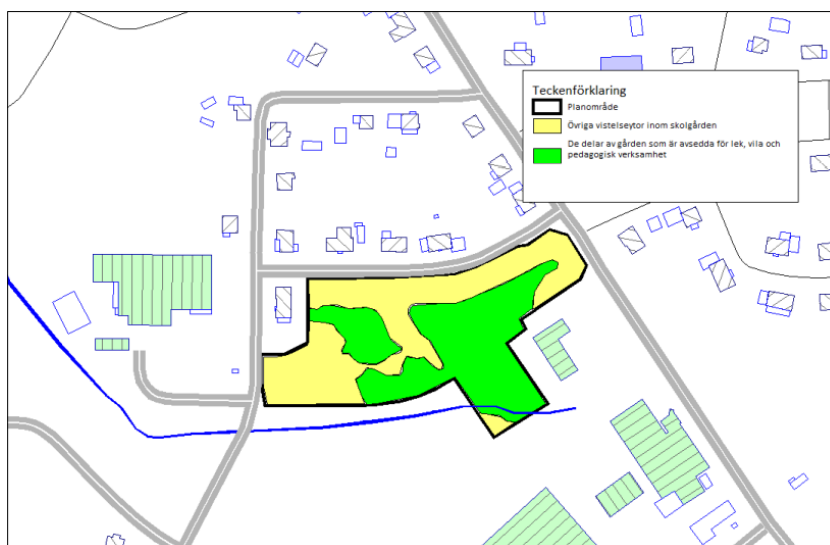 Teckenförklaring
Planområde
Övriga vistelseytor inom skolgården
De delar av gården som är avsedda för lek, vila och
pedagogisk verksamhet